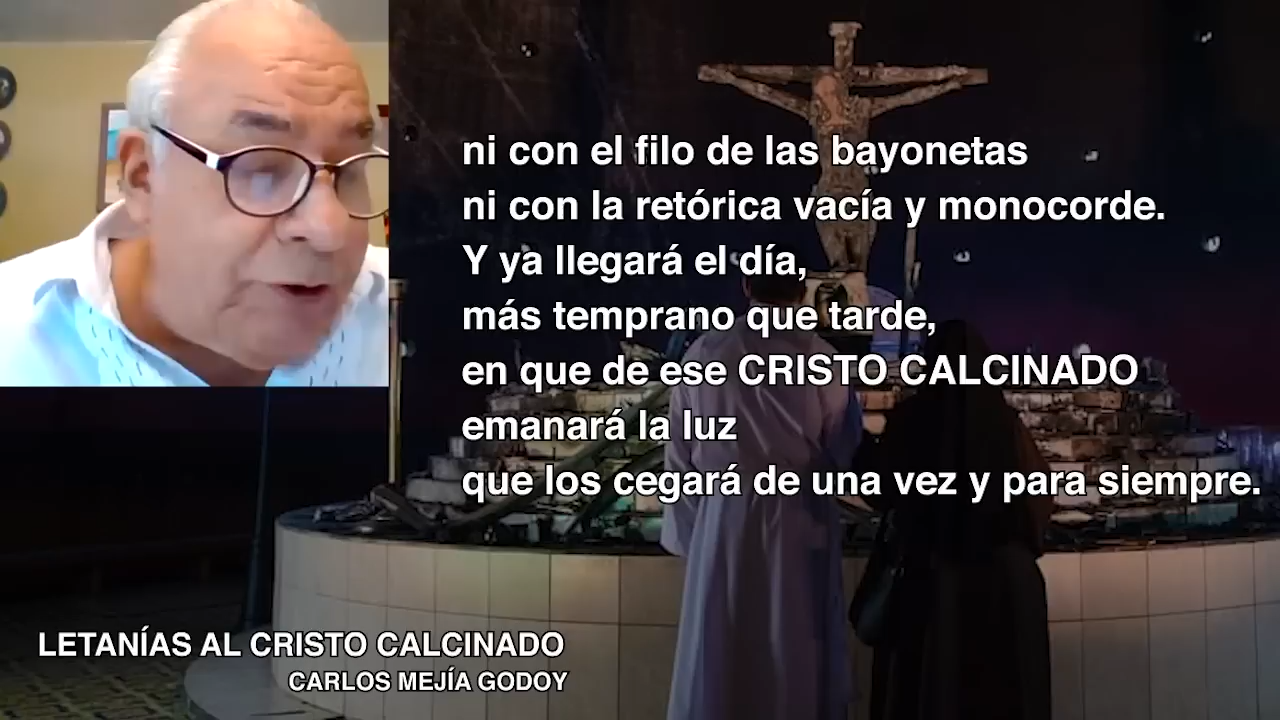 ni con el filo de las bayonetas
ni con la retórica vacía y monocorde.
Y ya llegará el día,
más temprano que tarde,
en que de ese CRISTO CALCINADO
emanará la luz
que los cegará de una vez y para siempre.
LETANÍAS AL CRISTO CALCINADO
CARLOS MEJÍA GODOY